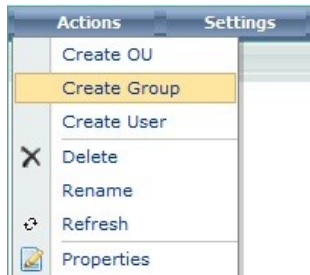 Actions Settings
Create OU
Create Group
Create User
Delete
Rename
Refresh
Properties